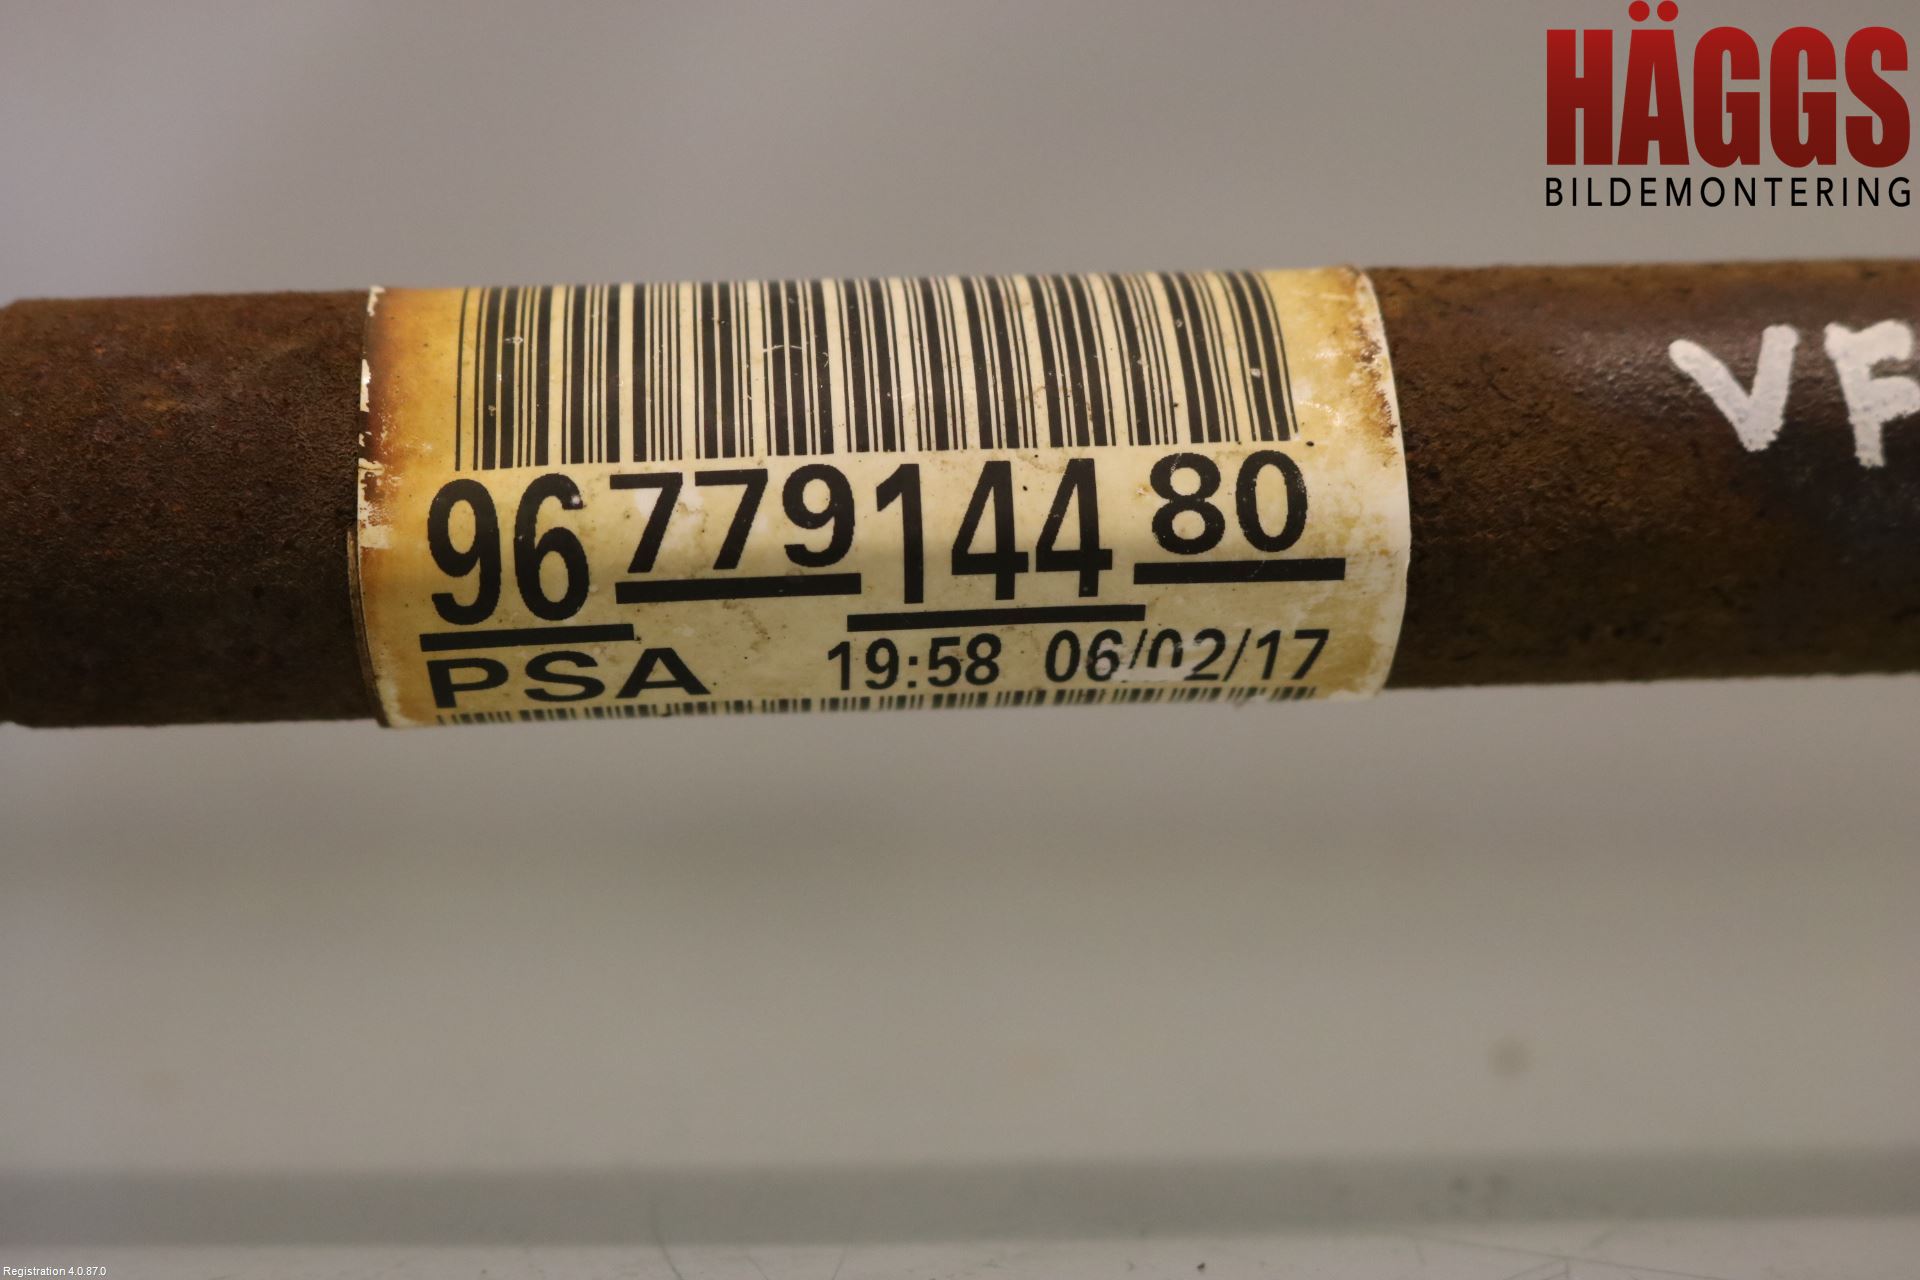 HÄGGS
BILDEMONTERING
VF
9677914480
PSA 19:58 06/02/17
Registration 4.0.87.0